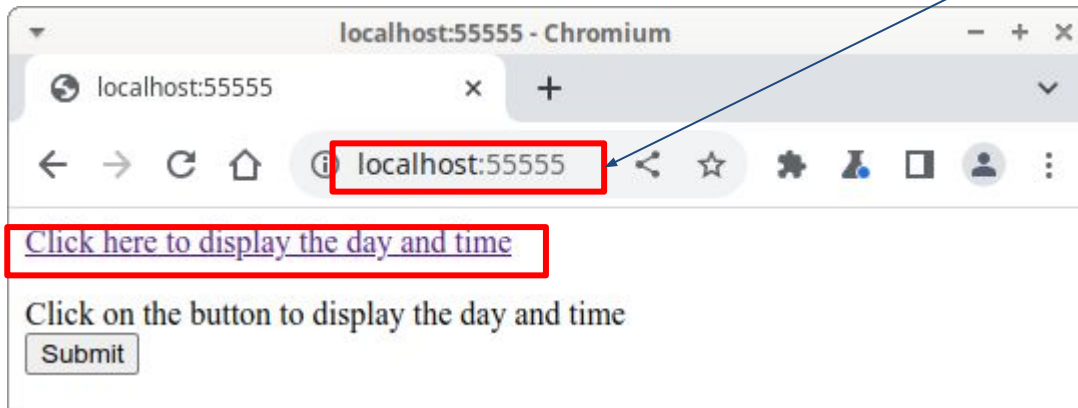 localhost:55555 - Chromium
localhost:55555
localhost:55555
Click here to display the day and time
Click on the button to display the day and time
Submit